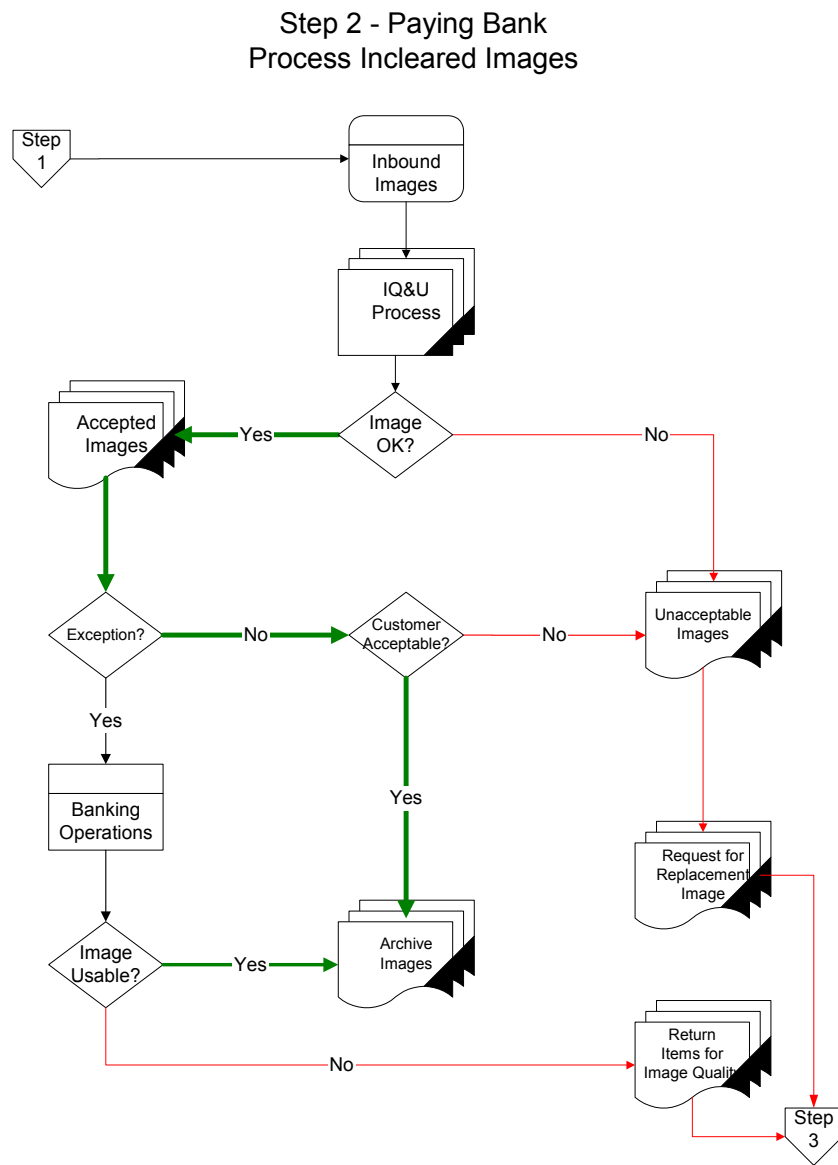 Step 2 - Paying Bank
Process Incleared Images
Step
1
Inbound
Images
IQ&U
Process
Accepted
Images
Yes
Image
OK?
No
Exception?
No
Customer
Acceptable?
No
Unacceptable
Images
Yes
Banking
Operations
Yes
Request for
Replacement
Image
Image
Usable?
Yes
Archive
Images
No
Return
Items for
Image Quality
Step
3